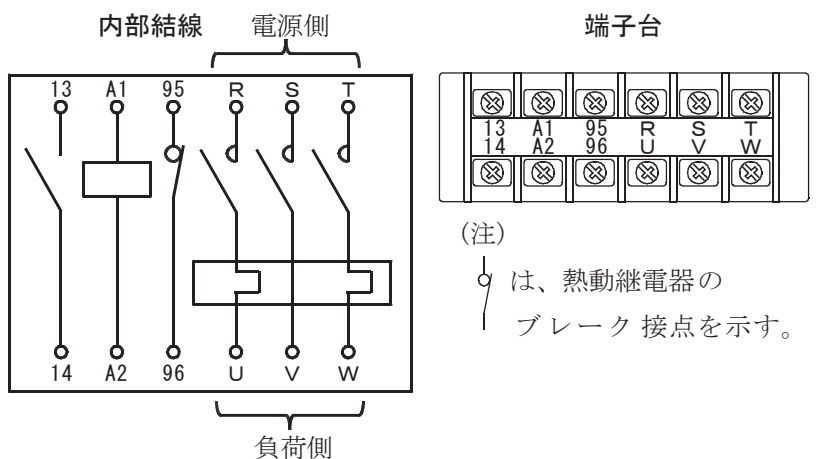 内部結線
電源側
13 A1 95 R S T
14 A2 96 U V W
負荷側
端子台
13 A1 95 R S T
14 A2 96 U V W
(注)
は、熱動継電器の
ブレーク接点を示す。